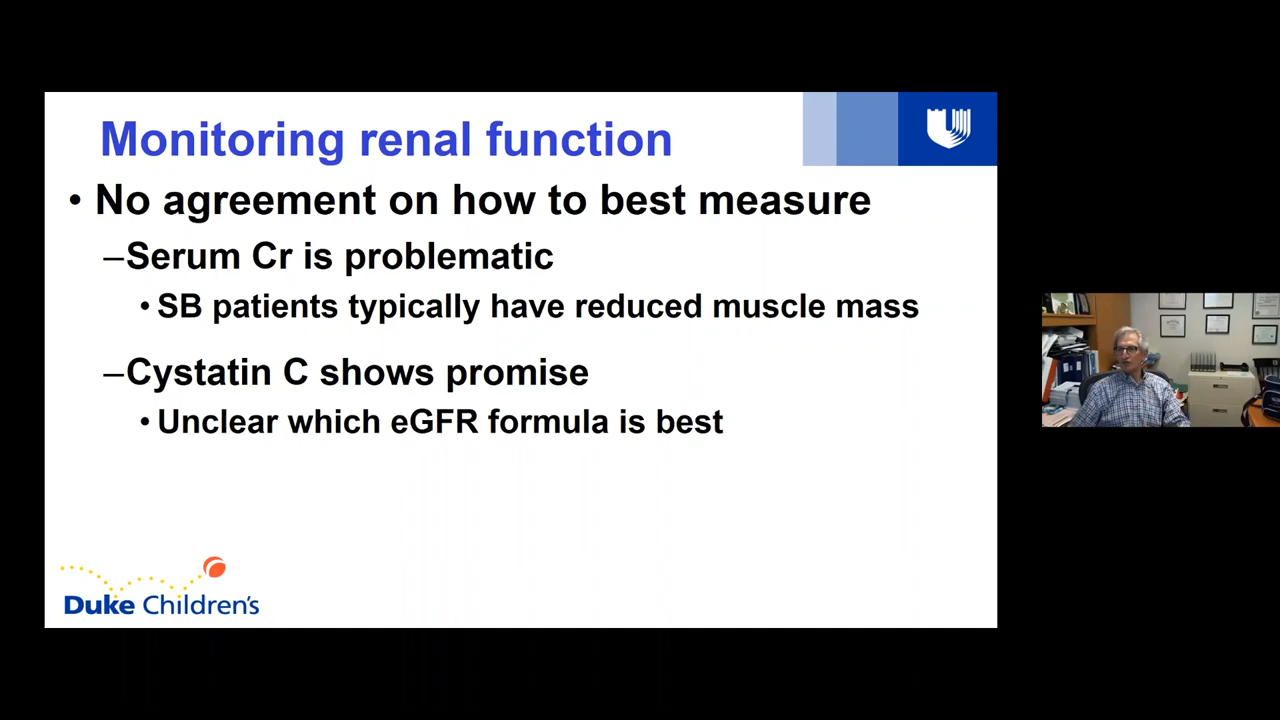 Monitoring renal function
• No agreement on how to best measure
–Serum Cr is problematic
• SB patients typically have reduced muscle mass
–Cystatin C shows promise
• Unclear which eGFR formula is best
Duke Children's